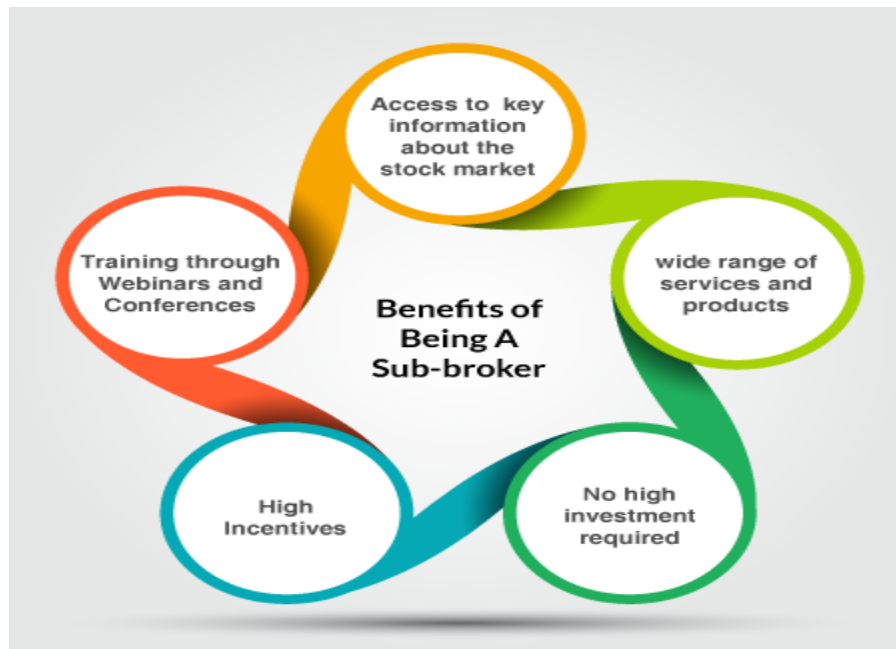 Access to key
information
about the
stock market
Training through
Webinars and
Conferences
wide range of
services and
products
Benefits of
Being A
Sub-broker
High
Incentives
No high
investment
required